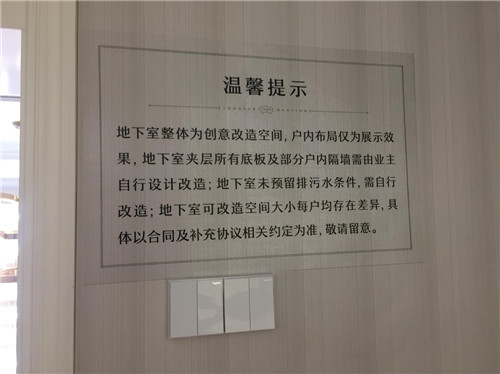 温馨提示
地下室整体为创意改造空间，户内布局仅为展示效
果，地下室夹层所有底板及部分户内隔墙需由业主
自行设计改造；地下室未预留排污水条件，需自行
改造；地下室可改造空间大小每户均存在差异，具
体以合同及补充协议相关约定为准，敬请留意。